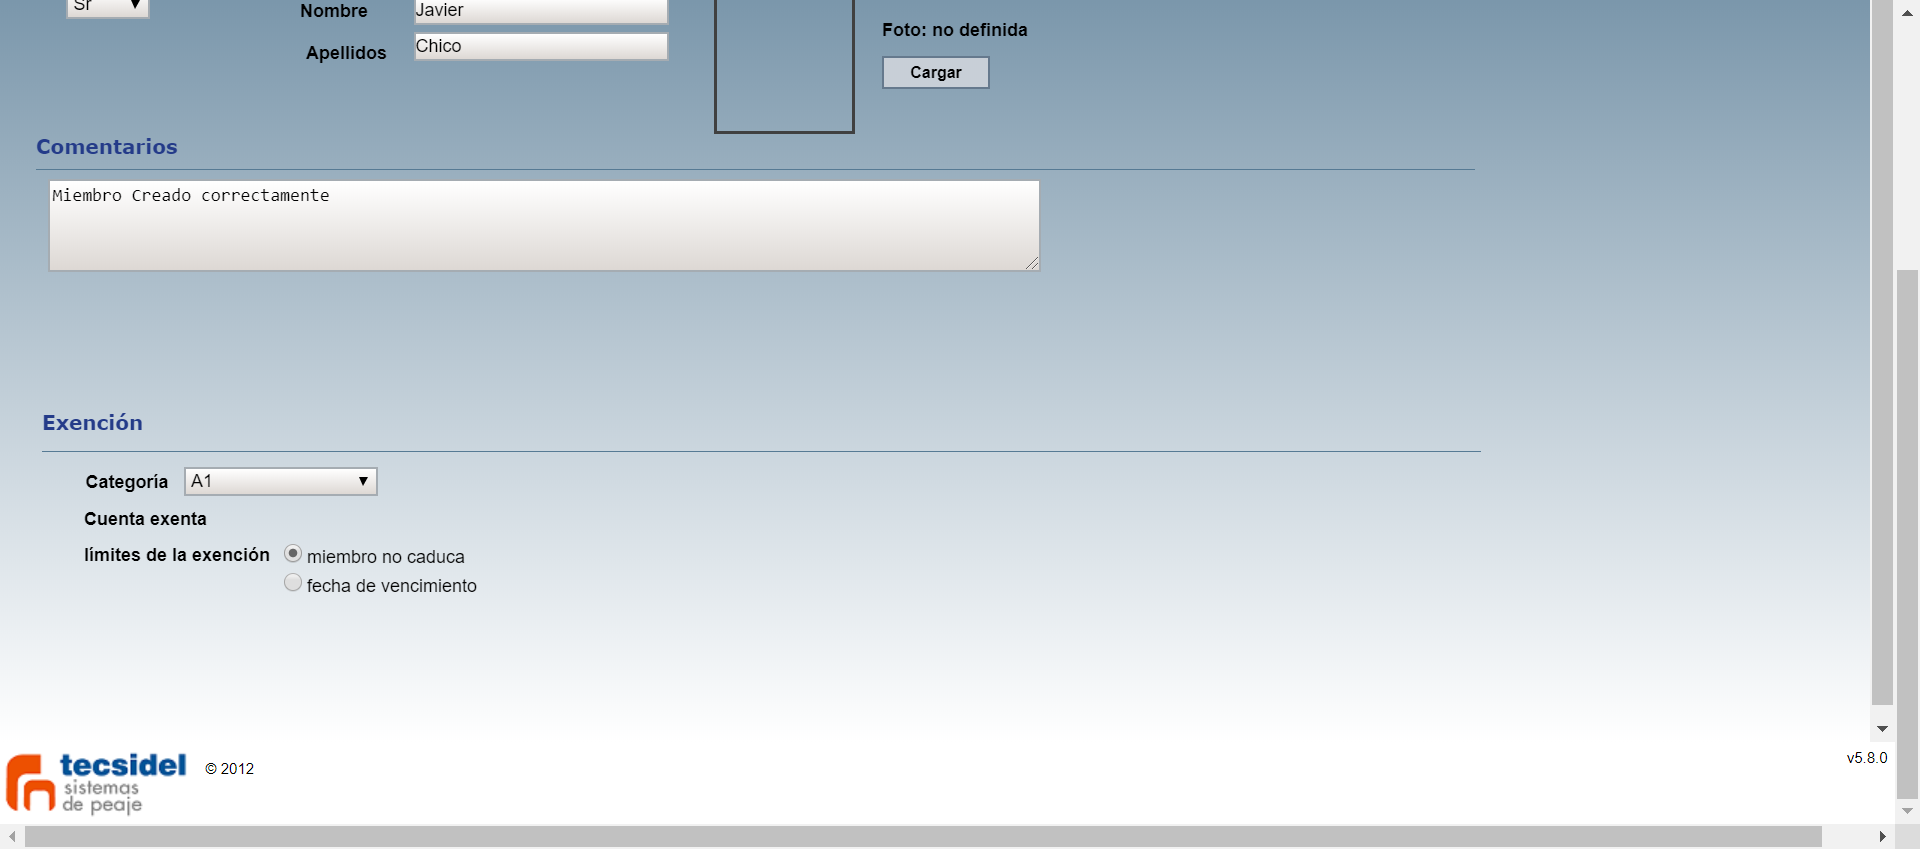 Sr
Nombre
Javier
Foto: no definida
Apellidos
Chico
Cargar
Comentarios
Miembro Creado correctamente
Exención
Categoría
A1
Cuenta exenta
límites de la exención
miembro no caduca
fecha de vencimiento
tecsidel
sistemas
de peaje
© 2012
v5.8.0